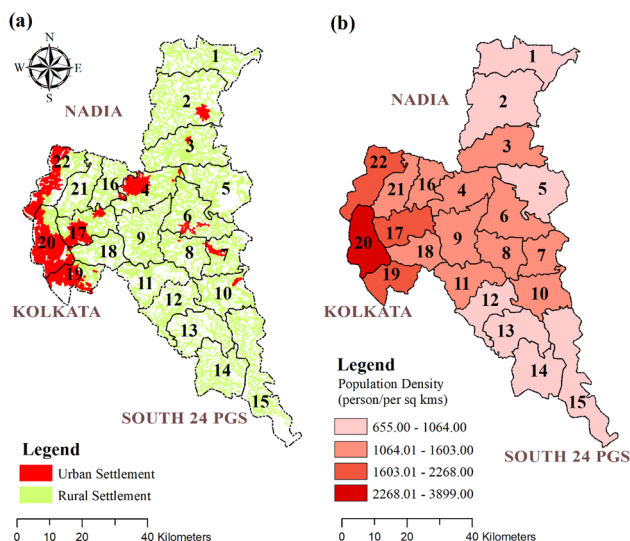 (a)
N
W E
S
NADIA
1
2
3
22
21
16
4
5
6
17
20
9
18
8
7
19
11
10
12
KOLKATA
13
14
15
SOUTH 24 PGS
Legend
Urban Settlement
Rural Settlement
0 10 20 40 Kilometers
(b)
1
NADIA
2
3
22
21
16
4
5
6
17
20
9
18
8
7
19
11
10
12
KOLKATA
13
14
15
Legend
Population Density
(person/per sq kms)
655.00 - 1064.00
1064.01 - 1603.00
1603.01 - 2268.00
2268.01 - 3899.00
SOUTH 24 PGS
0 10 20 40 Kilometers